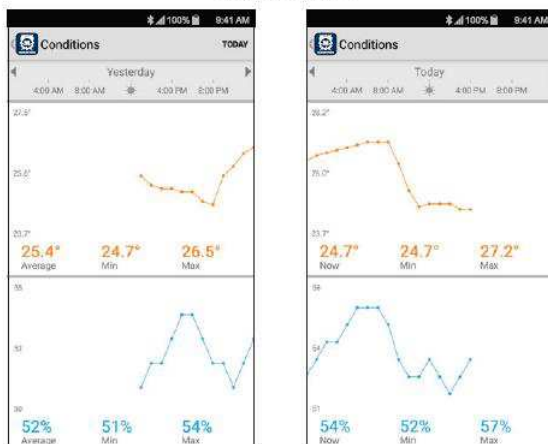 100% 9:41 AM
Conditions TODAY
Yesterday
4:00 AM 8:00 AM 4:00 PM 8:00 PM
25.4° 24.7° 26.5°
Average Min Max
52% 51% 54%
Average Min Max
100% 9:41 AM
Conditions
Today
4:00 AM 8:00 AM 4:00 PM 8:00 PM
24.7° 24.7° 27.2°
Now Min Max
54% 52% 57%
Now Min Max